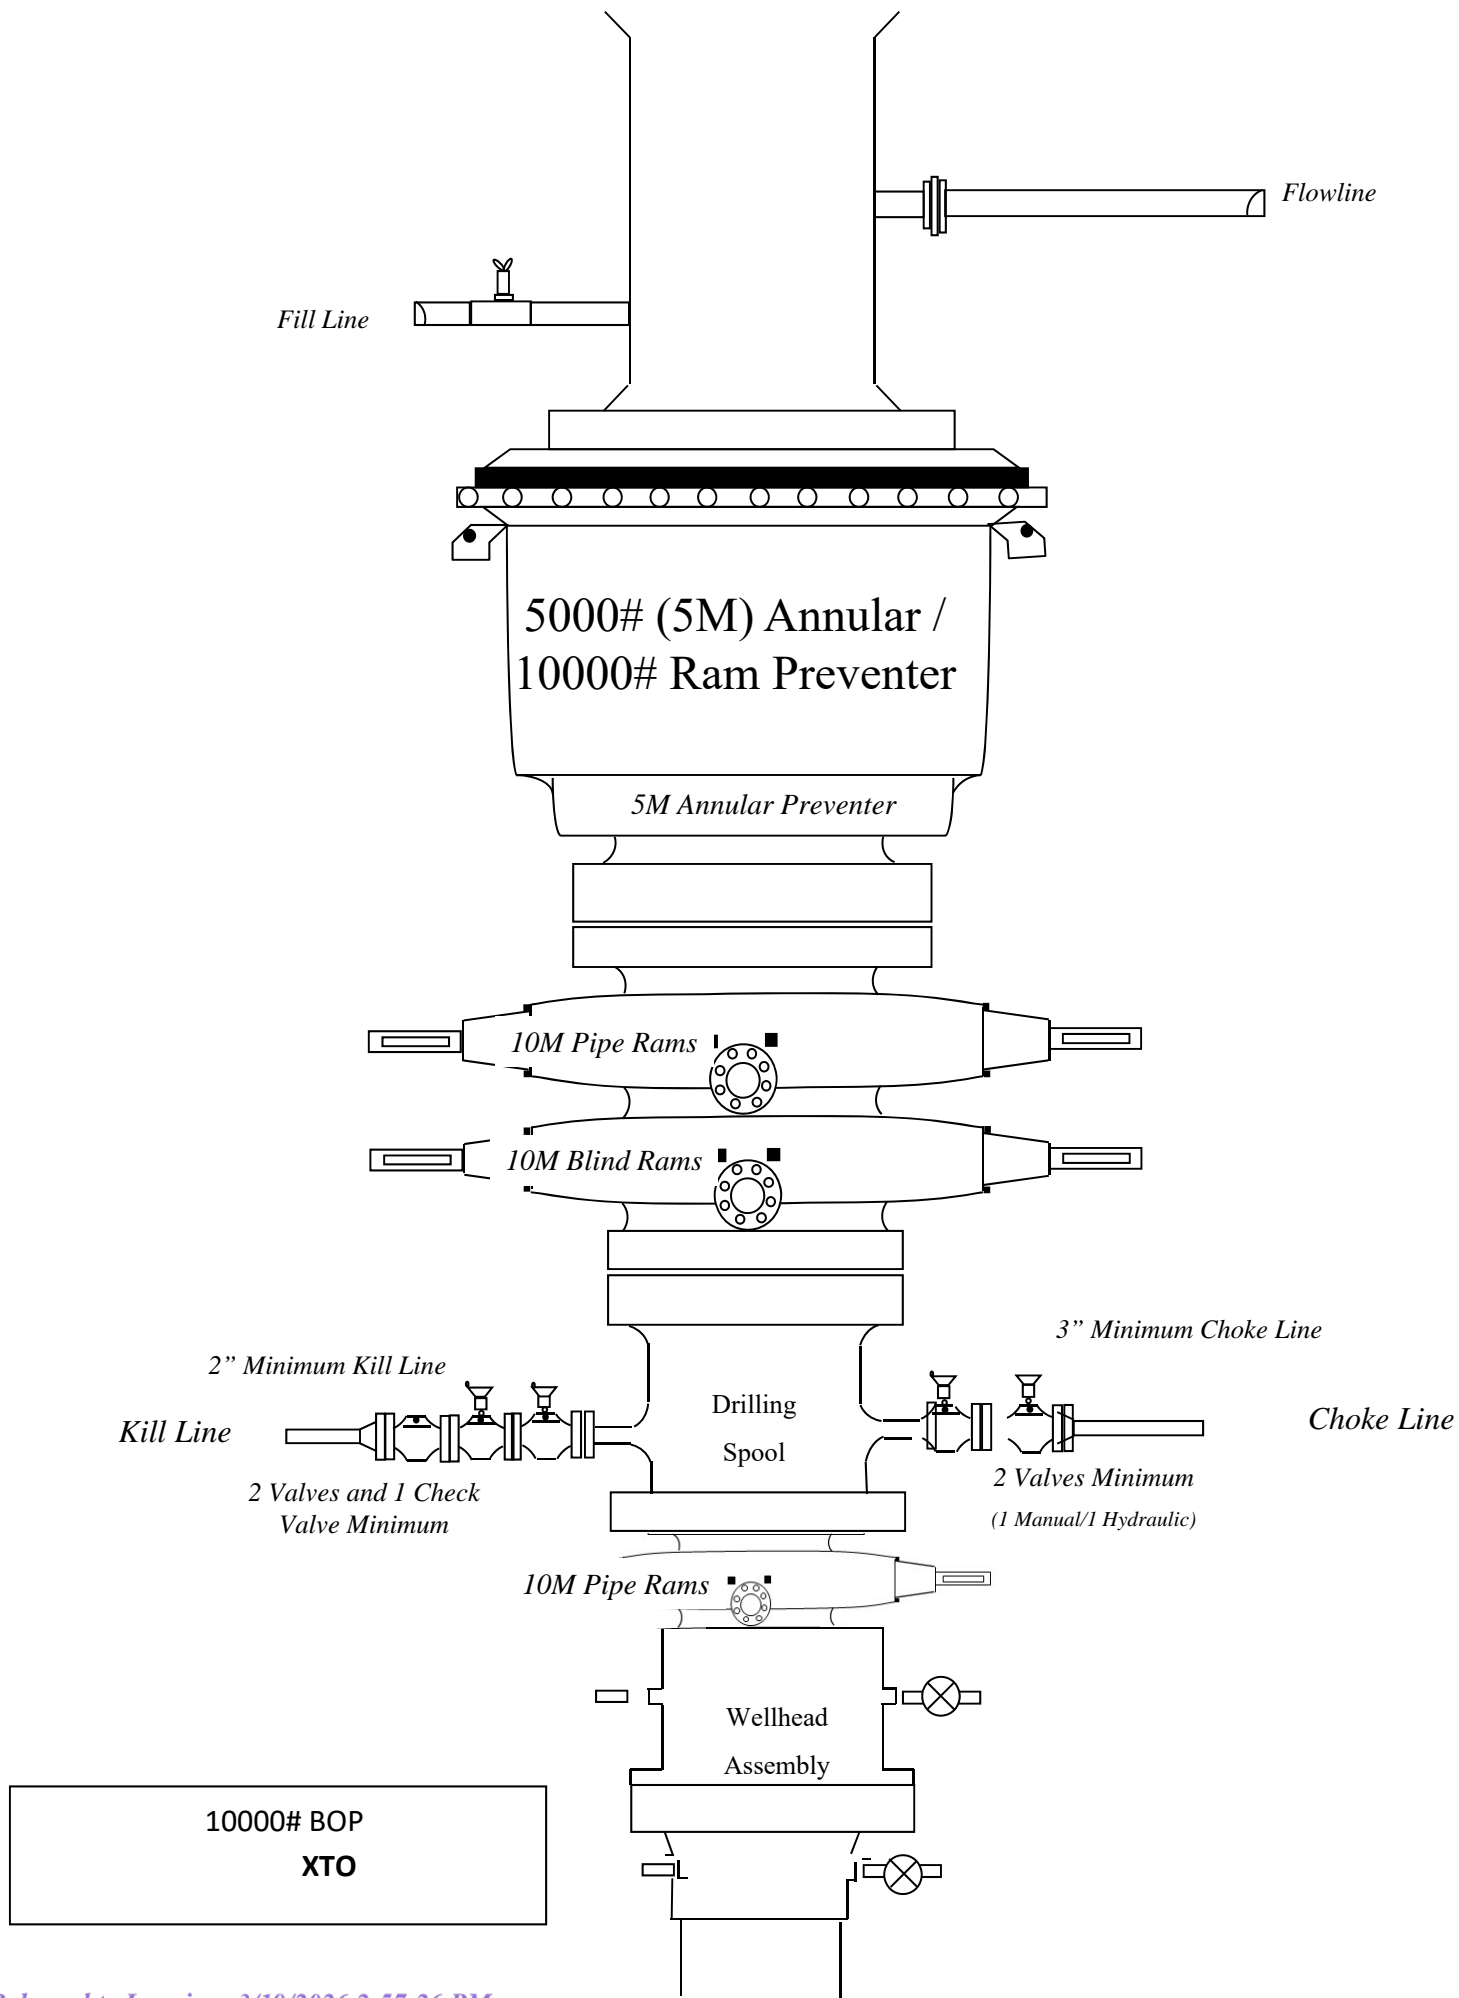 Flowline
Fill Line
5000# (5M) Annular /
10000# Ram Preventer
5M Annular Preventer
10M Pipe Rams
10M Blind Rams
3” Minimum Choke Line
2” Minimum Kill Line
Drilling
Spool
Kill Line
Choke Line
2 Valves Minimum
(1 Manual/1 Hydraulic)
2 Valves and 1 Check
Valve Minimum
10M Pipe Rams
Wellhead
Assembly
10000# BOP
XTO